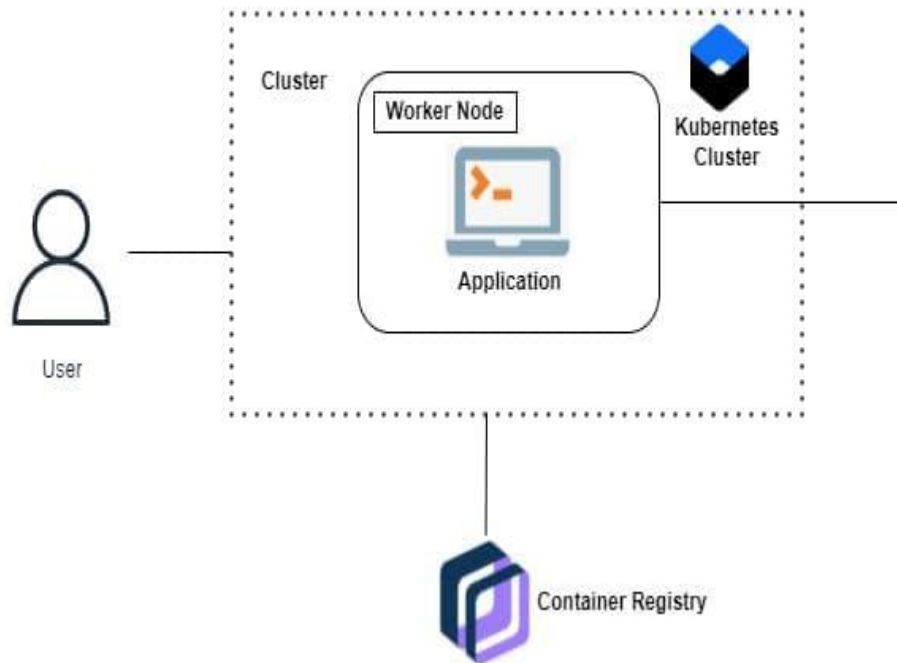 Cluster
Worker Node
Kubernetes
Cluster
Application
User
Container Registry